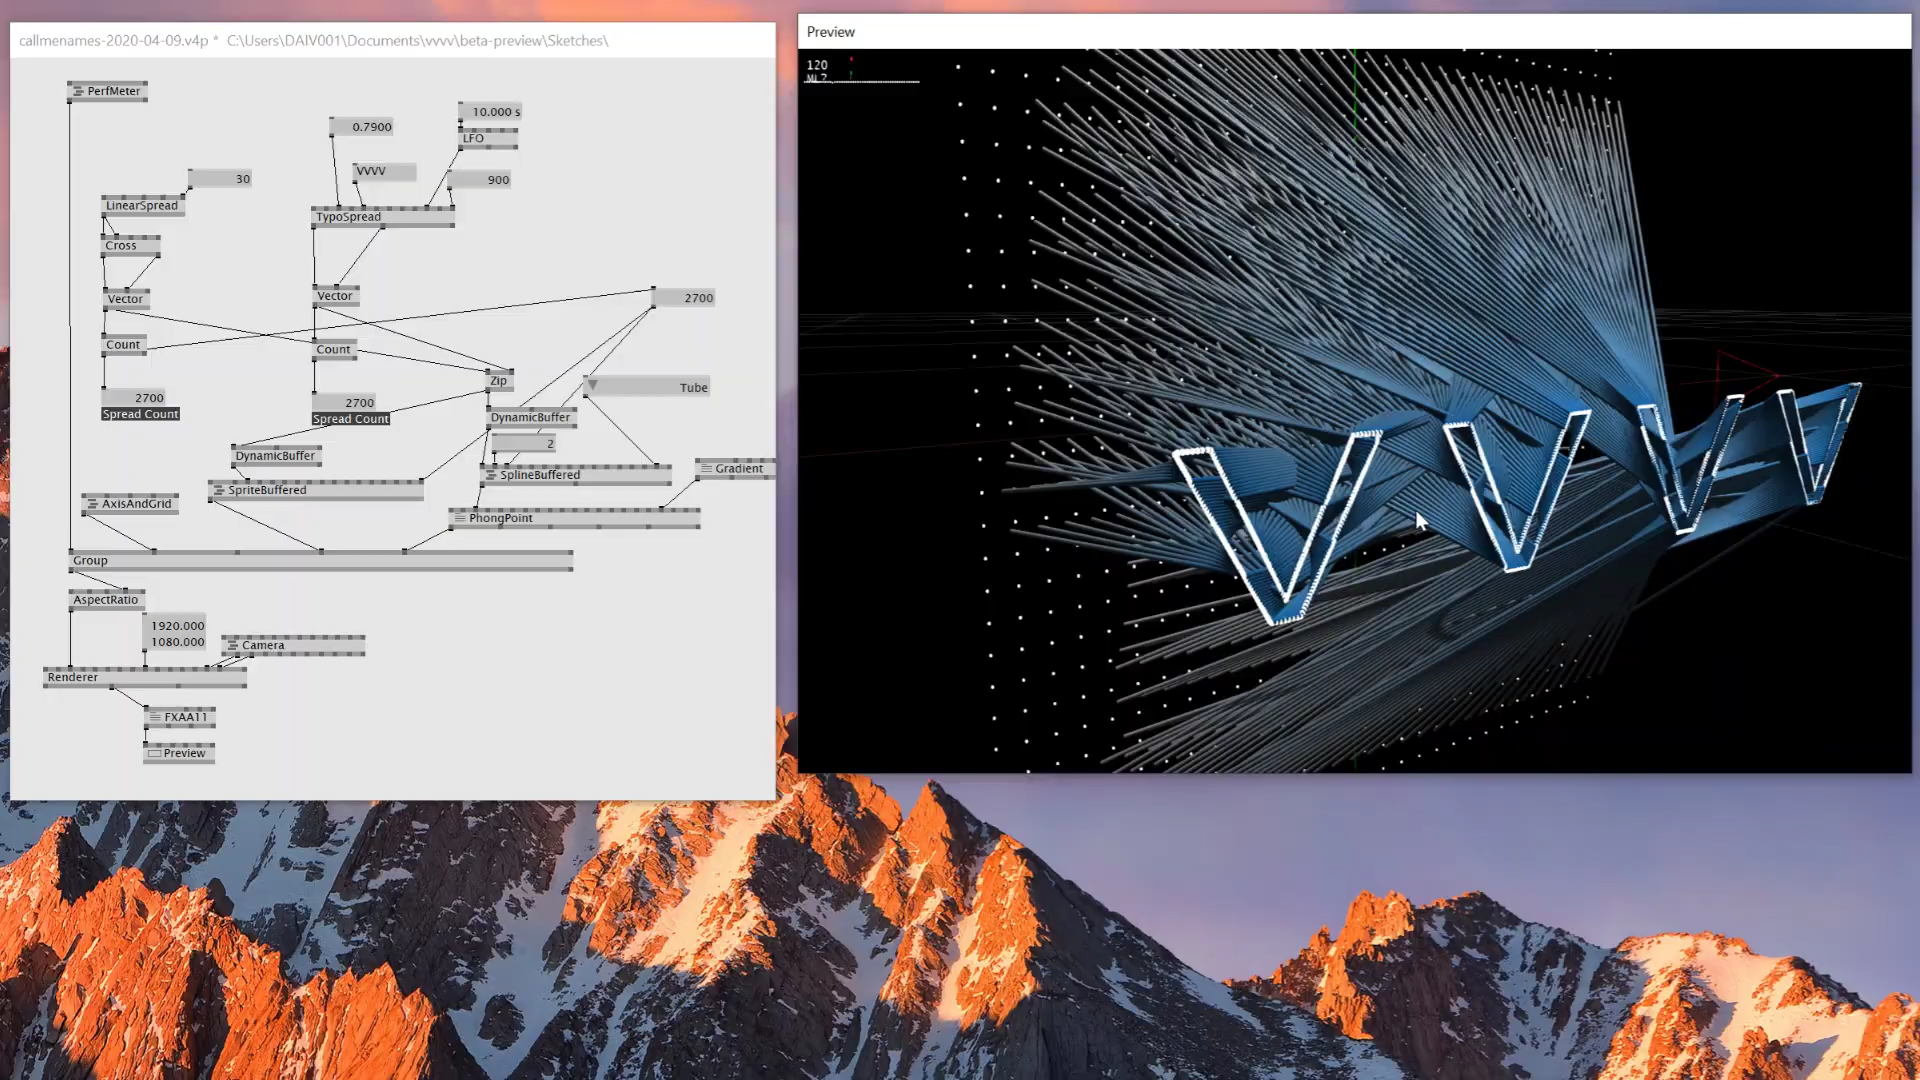 callmenames-2020-04-09.v4p * C:\Users\DAIV001\Documents\vvvv\beta-preview\Sketches\
Preview
120
PerfMeter
10.000 s
0.7900
LFO
VVVV
30
900
LinearSpread
TypoSpread
Cross
Vector
Vector
2700
Count
Count
Zip
Tube
2700
2700
Spread Count
Spread Count
DynamicBuffer
2
DynamicBuffer
Gradient
SplineBuffered
SpriteBuffered
AxisAndGrid
PhongPoint
Group
AspectRatio
1920.000
1080.000
Camera
Renderer
FXAA11
Preview
V V V V